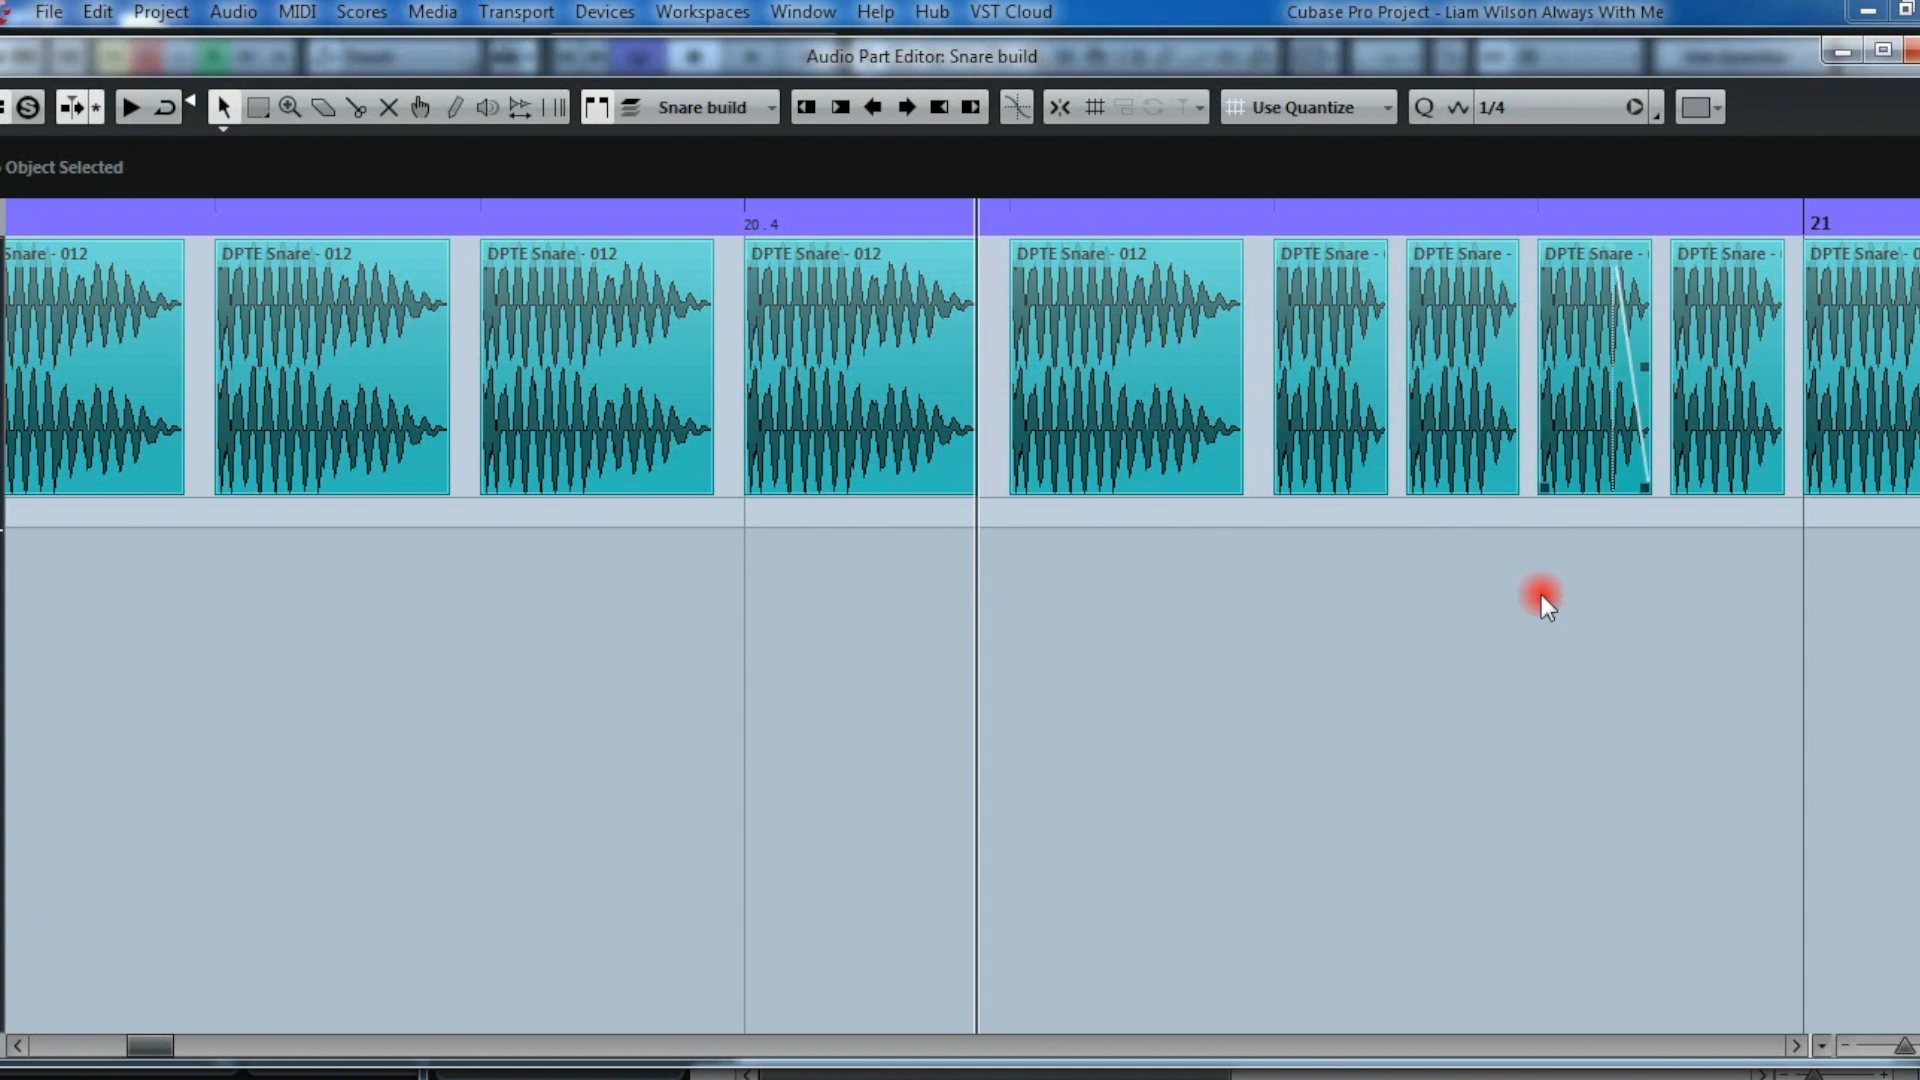 File Edit Project Audio MIDI Scores Media Transport Devices Workspaces Window Help Hub VST Cloud Cubase Pro Project - Liam Wilson Always With Me
Audio Part Editor: Snare build
Snare build Use Quantize Q 1/4
Object Selected
20.4 21
Snare - 012 DPTE Snare - 012 DPTE Snare - 012 DPTE Snare - 012 DPTE Snare - 012 DPTE Snare - DPTE Snare - DPTE Snare - DPTE Snare - DPTE Snare - 0